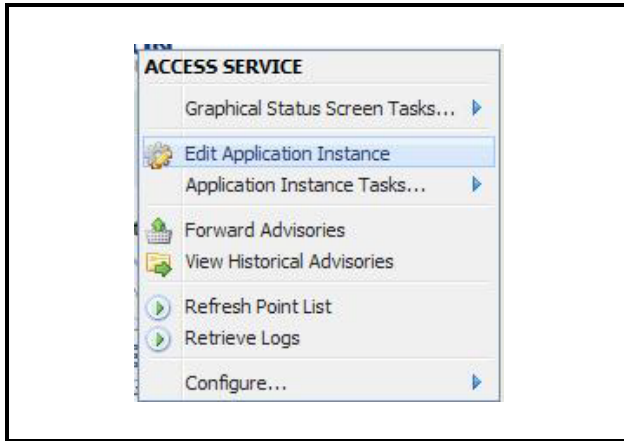 ACCESS SERVICE
Graphical Status Screen Tasks...
Edit Application Instance
Application Instance Tasks...
Forward Advisories
View Historical Advisories
Refresh Point List
Retrieve Logs
Configure...